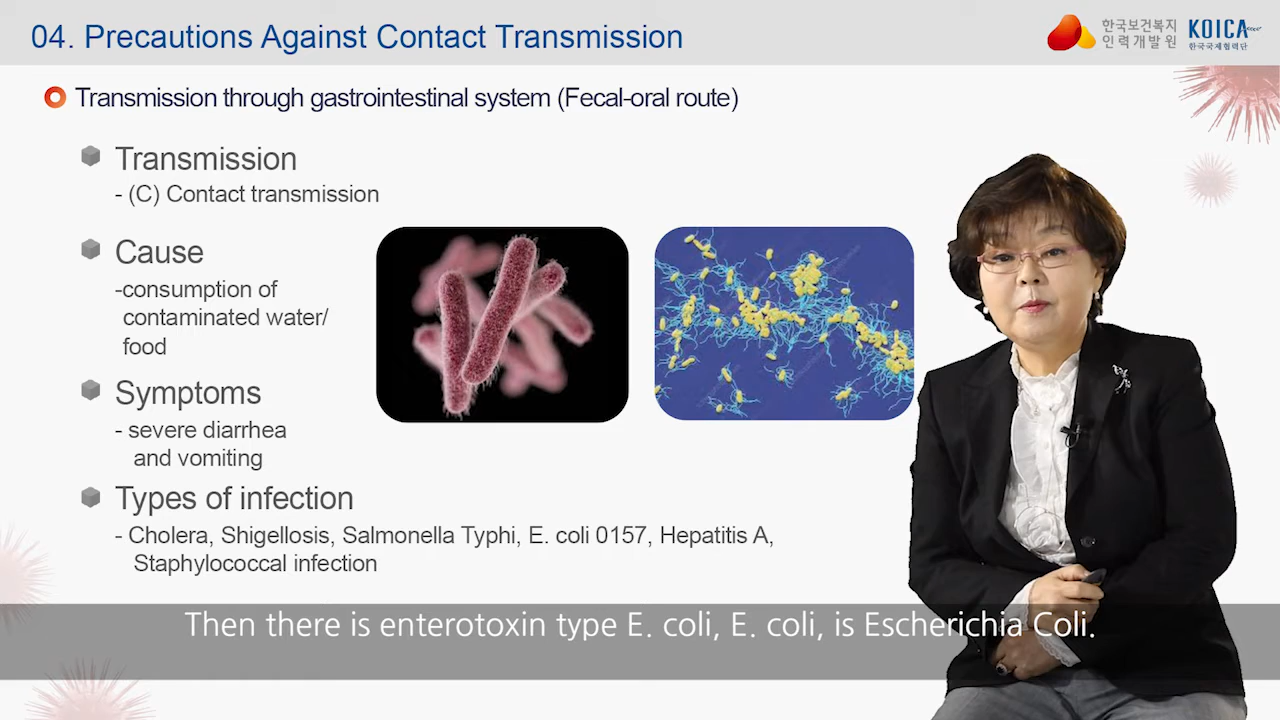 04. Precautions Against Contact Transmission
한국보건복지
인력개발원
KOICA
한국국제협력단
Transmission through gastrointestinal system (Fecal-oral route)
Transmission
- (C) Contact transmission
Cause
-consumption of
contaminated water/
food
Symptoms
- severe diarrhea
and vomiting
Types of infection
- Cholera, Shigellosis, Salmonella Typhi, E. coli 0157, Hepatitis A,
Staphylococcal infection
Then there is enterotoxin type E. coli, E. coli, is Escherichia Coli.